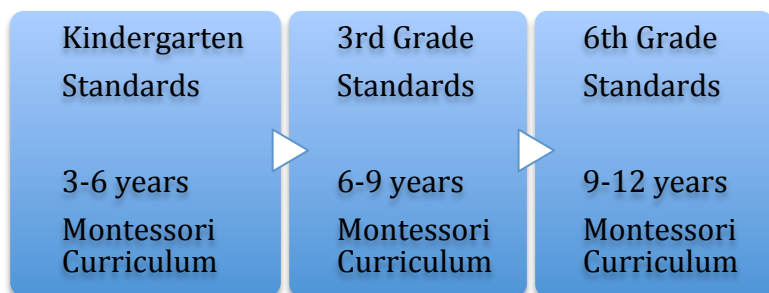 Kindergarten
Standards
3-6 years
Montessori
Curriculum
3rd Grade
Standards
6-9 years
Montessori
Curriculum
6th Grade
Standards
9-12 years
Montessori
Curriculum